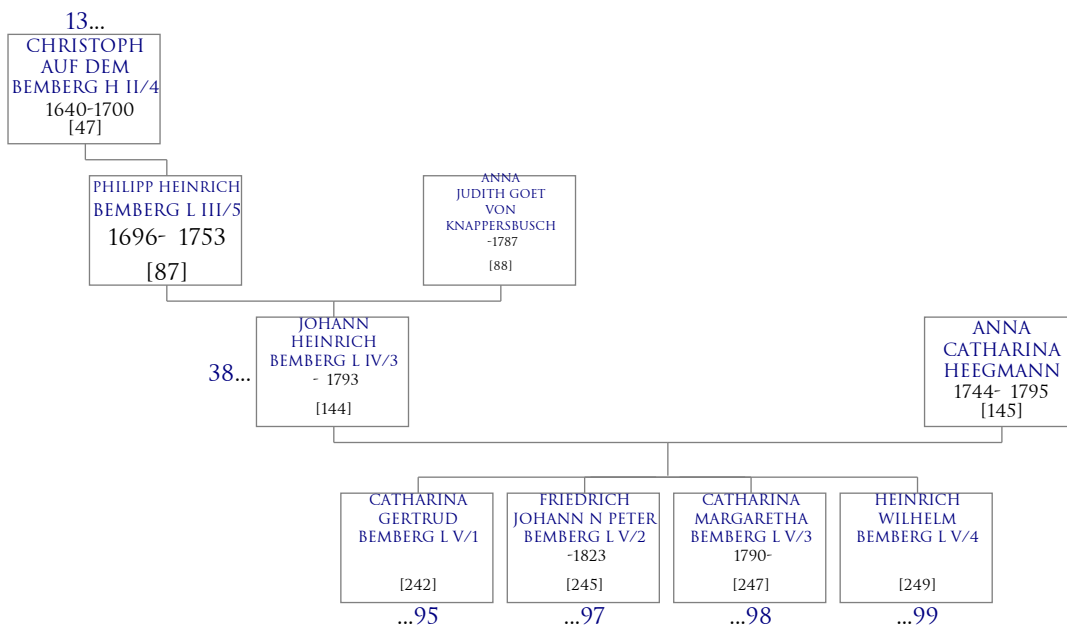 13...
CHRISTOPH
AUF DEM
BEMBERG H II/4
1640-1700
[47]
PHILIPP HEINRICH
BEMBERG L III/5
1696- 1753
[87]
ANNA
JUDITH GOET
VON
KNAPPERSBUSCH
-1787
[88]
38...
JOHANN
HEINRICH
BEMBERG L IV/3
- 1793
[144]
ANNA
CATHARINA
HEEGMANN
1744- 1795
[145]
CATHARINA
GERTRUD
BEMBERG L V/1
[242]
...95
FRIEDRICH
JOHANN N PETER
BEMBERG L V/2
-1823
[245]
...97
CATHARINA
MARGARETHA
BEMBERG L V/3
1790-
[247]
...98
HEINRICH
WILHELM
BEMBERG L V/4
[249]
...99